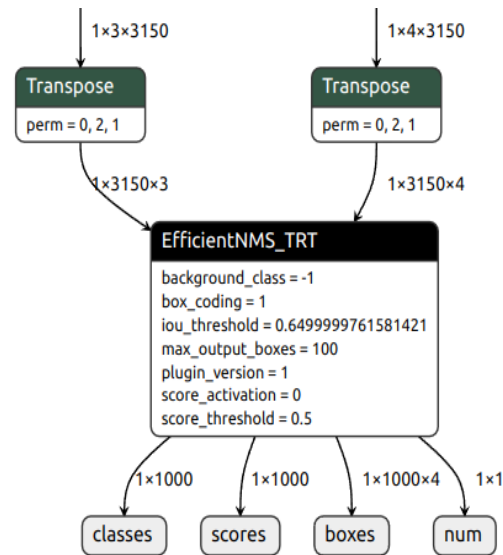 1×3×3150
1×4×3150
Transpose
perm = 0, 2, 1
Transpose
perm = 0, 2, 1
1×3150×3
1×3150×4
EfficientNMS_TRT
background_class = -1
box_coding = 1
iou_threshold = 0.6499999761581421
max_output_boxes = 100
plugin_version = 1
score_activation = 0
score_threshold = 0.5
1×1000
1×1000
1×1000×4
1×1
classes
scores
boxes
num